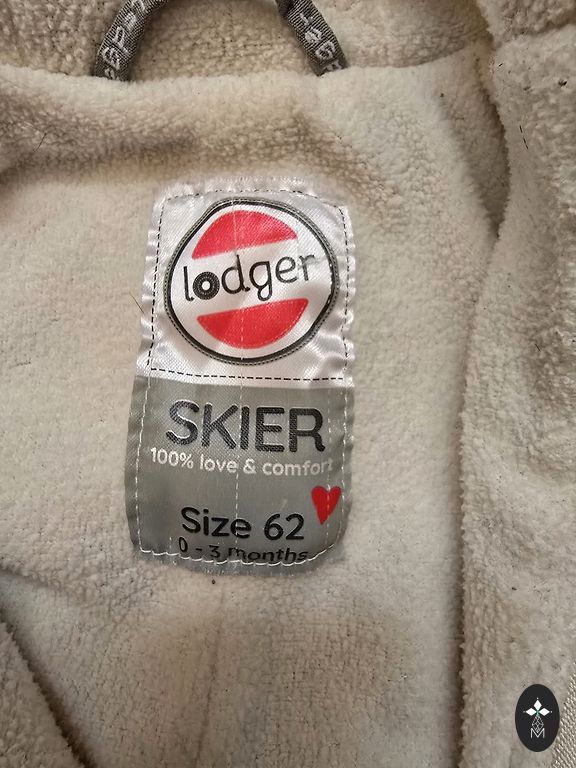 lodger
SKIER
100% love & comfort
Size 62
0 - 3 months
M